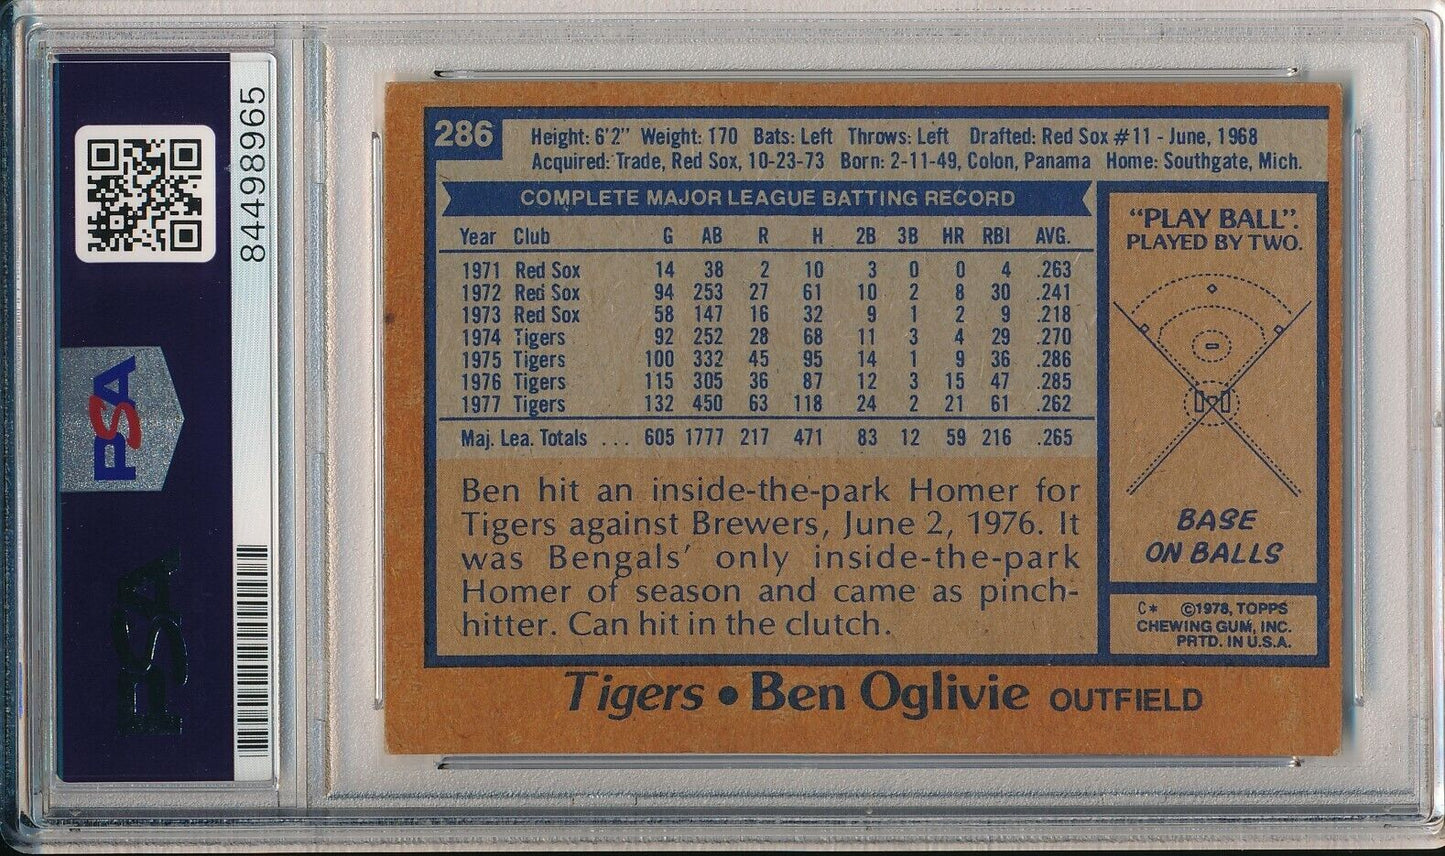 84498965
PSA
PSA
286
Height: 6'2" Weight: 170 Bats: Left Throws: Left Drafted: Red Sox #11 - June, 1968
Acquired: Trade, Red Sox, 10-23-73 Born: 2-11-49, Colon, Panama Home: Southgate, Mich.
COMPLETE MAJOR LEAGUE BATTING RECORD
Year Club G AB R H 2B 3B HR RBI AVG.
1971 Red Sox 14 38 2 10 3 0 0 4 .263
1972 Red Sox 94 253 27 61 10 2 8 30 .241
1973 Red Sox 58 147 16 32 9 1 2 9 .218
1974 Tigers 92 252 28 68 11 3 4 29 .270
1975 Tigers 100 332 45 95 14 1 9 36 .286
1976 Tigers 115 305 36 87 12 3 15 47 .285
1977 Tigers 132 450 63 118 24 2 21 61 .262
Maj. Lea. Totals ... 605 1777 217 471 83 12 59 216 .265
Ben hit an inside-the-park Homer for
Tigers against Brewers, June 2, 1976. It
was Bengals' only inside-the-park
Homer of season and came as pinch-
hitter. Can hit in the clutch.
"PLAY BALL".
PLAYED BY TWO.
BASE
ON BALLS
C* ©1978, TOPPS
CHEWING GUM, INC.
PRTD. IN U.S.A.
Tigers • Ben Oglivie OUTFIELD